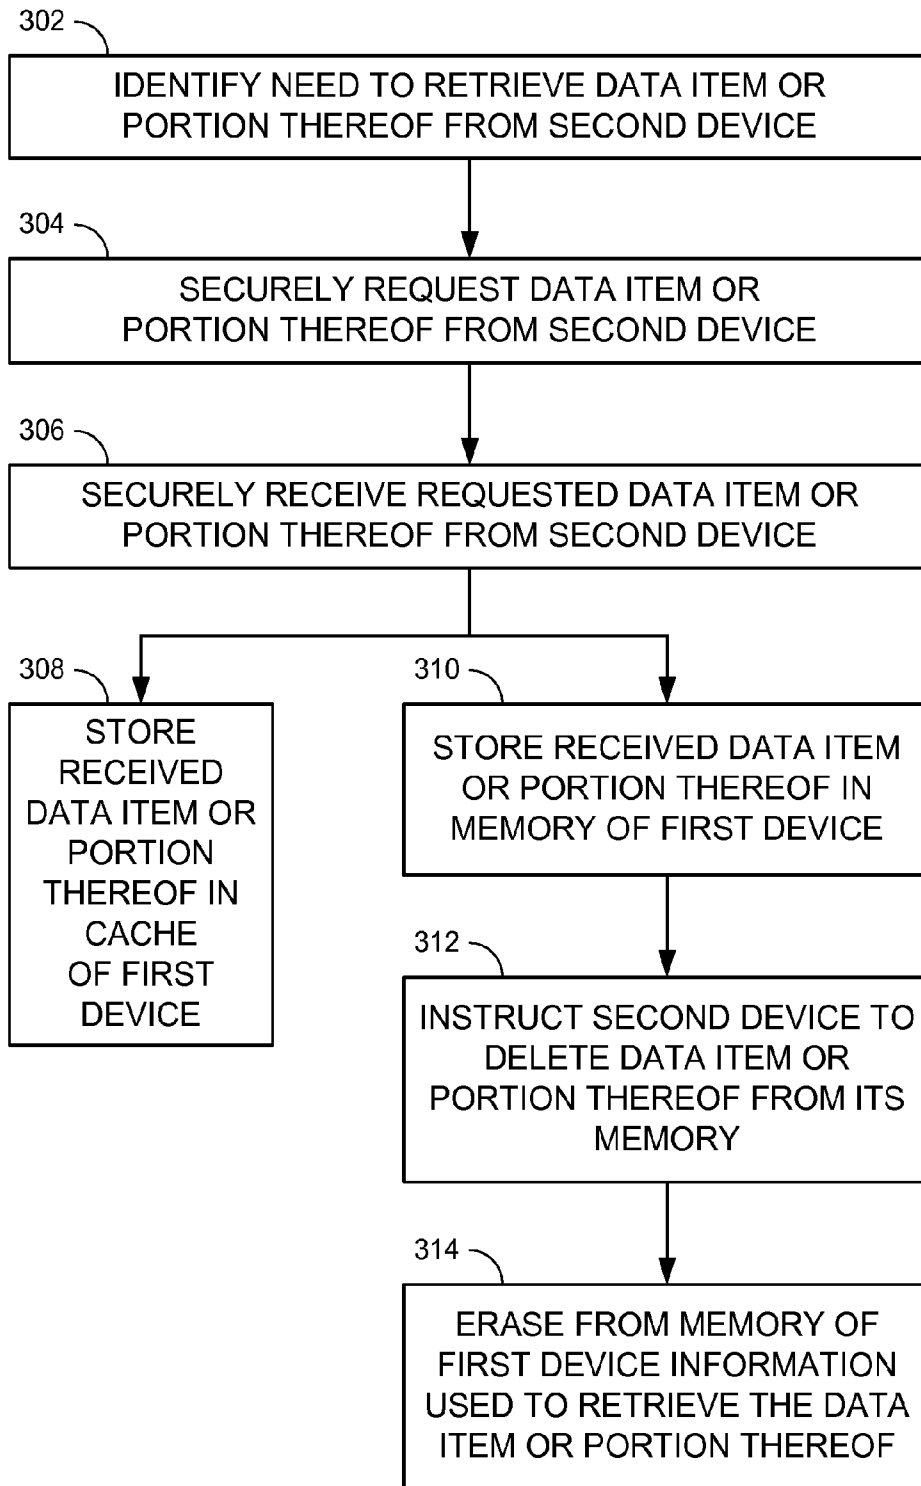 302
IDENTIFY NEED TO RETRIEVE DATA ITEM OR
PORTION THEREOF FROM SECOND DEVICE
304
SECURELY REQUEST DATA ITEM OR
PORTION THEREOF FROM SECOND DEVICE
306
SECURELY RECEIVE REQUESTED DATA ITEM OR
PORTION THEREOF FROM SECOND DEVICE
308
STORE
RECEIVED
DATA ITEM OR
PORTION
THEREOF IN
CACHE
OF FIRST
DEVICE
310
STORE RECEIVED DATA ITEM
OR PORTION THEREOF IN
MEMORY OF FIRST DEVICE
312
INSTRUCT SECOND DEVICE TO
DELETE DATA ITEM OR
PORTION THEREOF FROM ITS
MEMORY
314
ERASE FROM MEMORY OF
FIRST DEVICE INFORMATION
USED TO RETRIEVE THE DATA
ITEM OR PORTION THEREOF